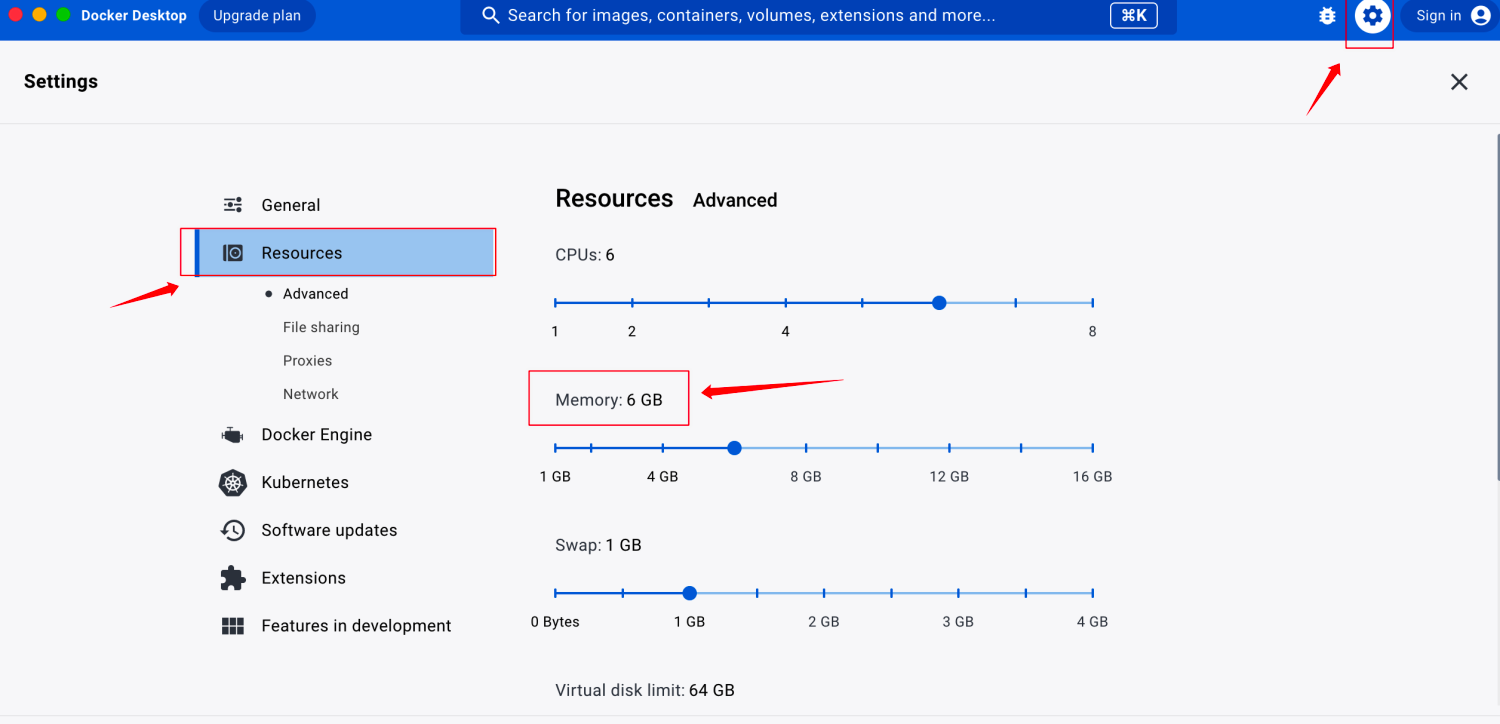 Docker Desktop Upgrade plan Search for images, containers, volumes, extensions and more... ⌘K Sign in
Settings
General
Resources
Advanced
File sharing
Proxies
Network
Docker Engine
Kubernetes
Software updates
Extensions
Features in development
Resources Advanced
CPUs: 6
1 2 4 8
Memory: 6 GB
1 GB 4 GB 8 GB 12 GB 16 GB
Swap: 1 GB
0 Bytes 1 GB 2 GB 3 GB 4 GB
Virtual disk limit: 64 GB